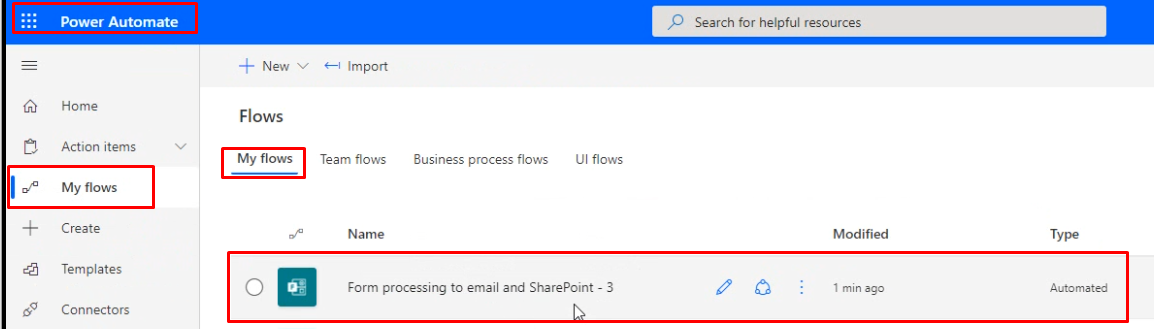 Power Automate
Search for helpful resources
New
Import
Home
Action items
My flows
Create
Templates
Connectors
Flows
My flows Team flows Business process flows UI flows
Name Modified Type
Form processing to email and SharePoint - 3 1 min ago Automated